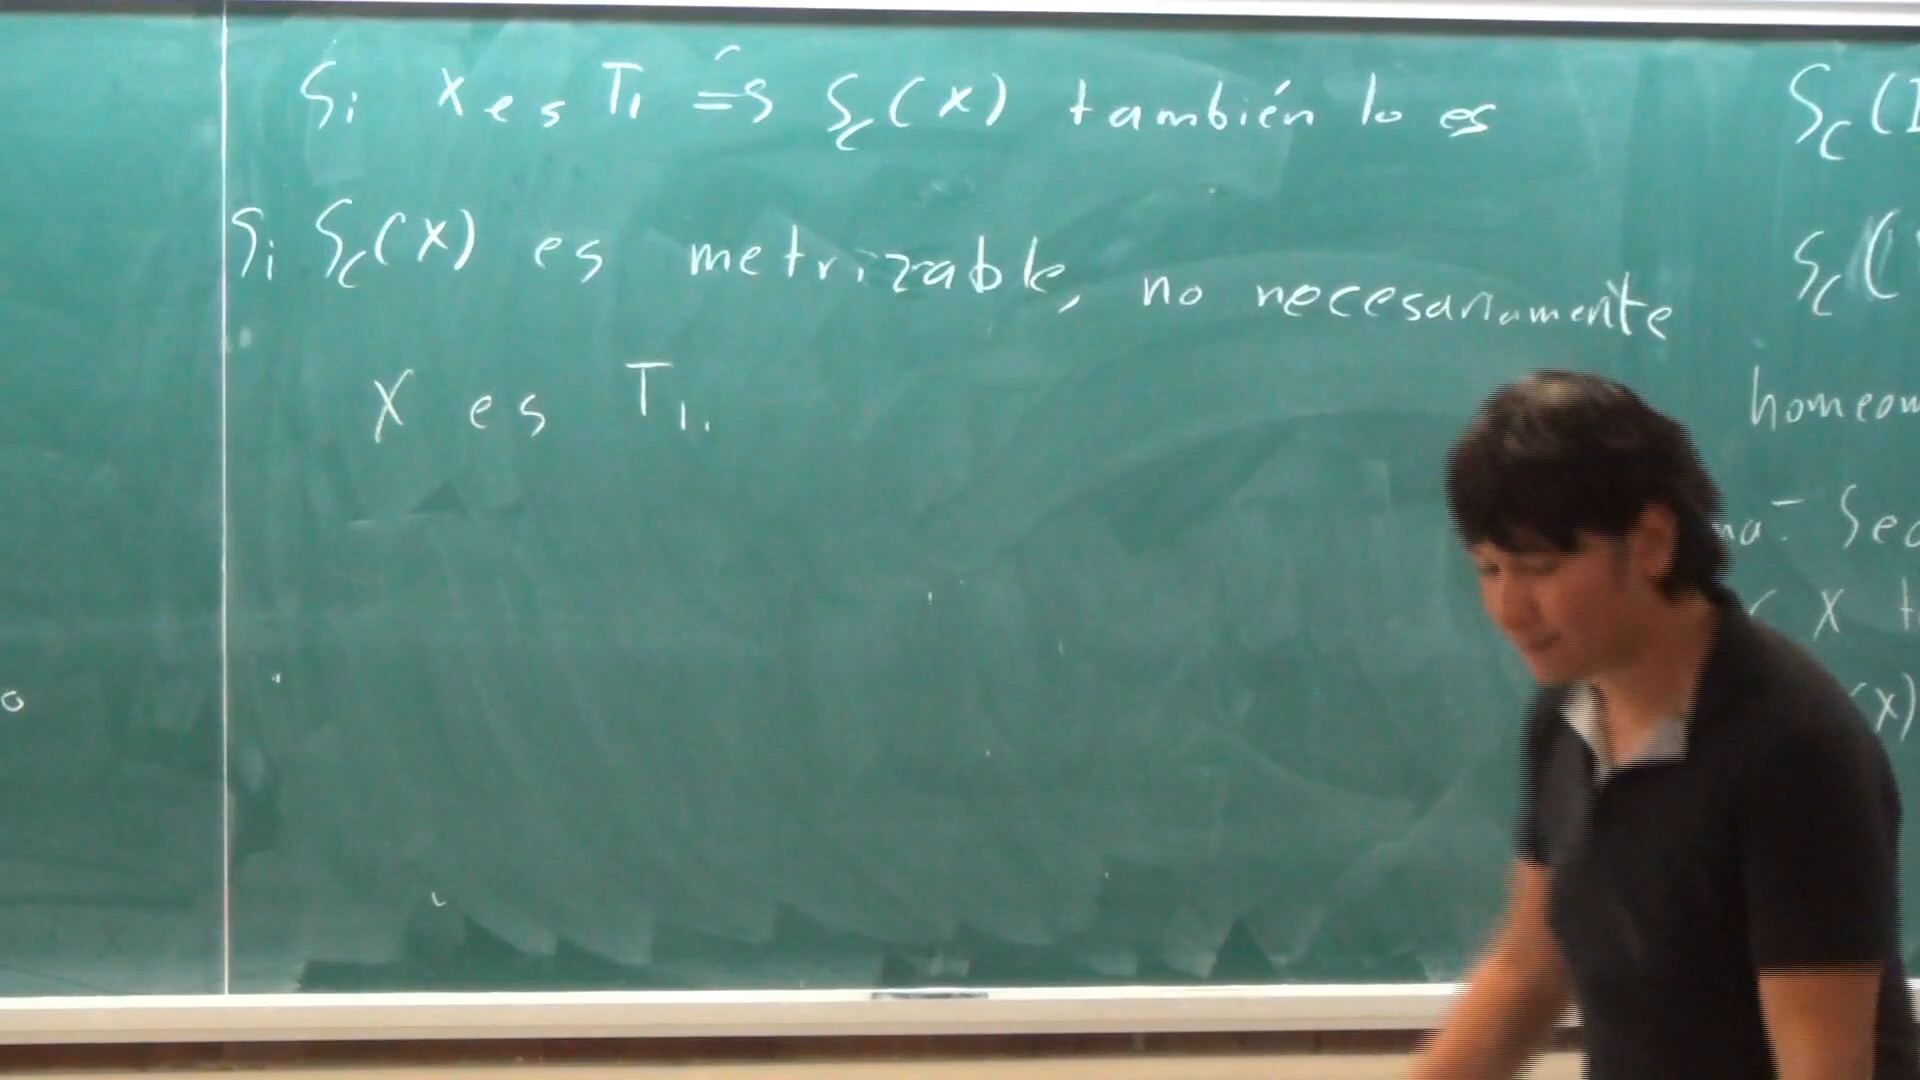 Si X es T₁ ⇒s S_c(X) también lo es
Si S_c(X) es metrizable, no necesariamente
X es T₁.
S_c(
S_c(
homeom
Sea
X
(X)